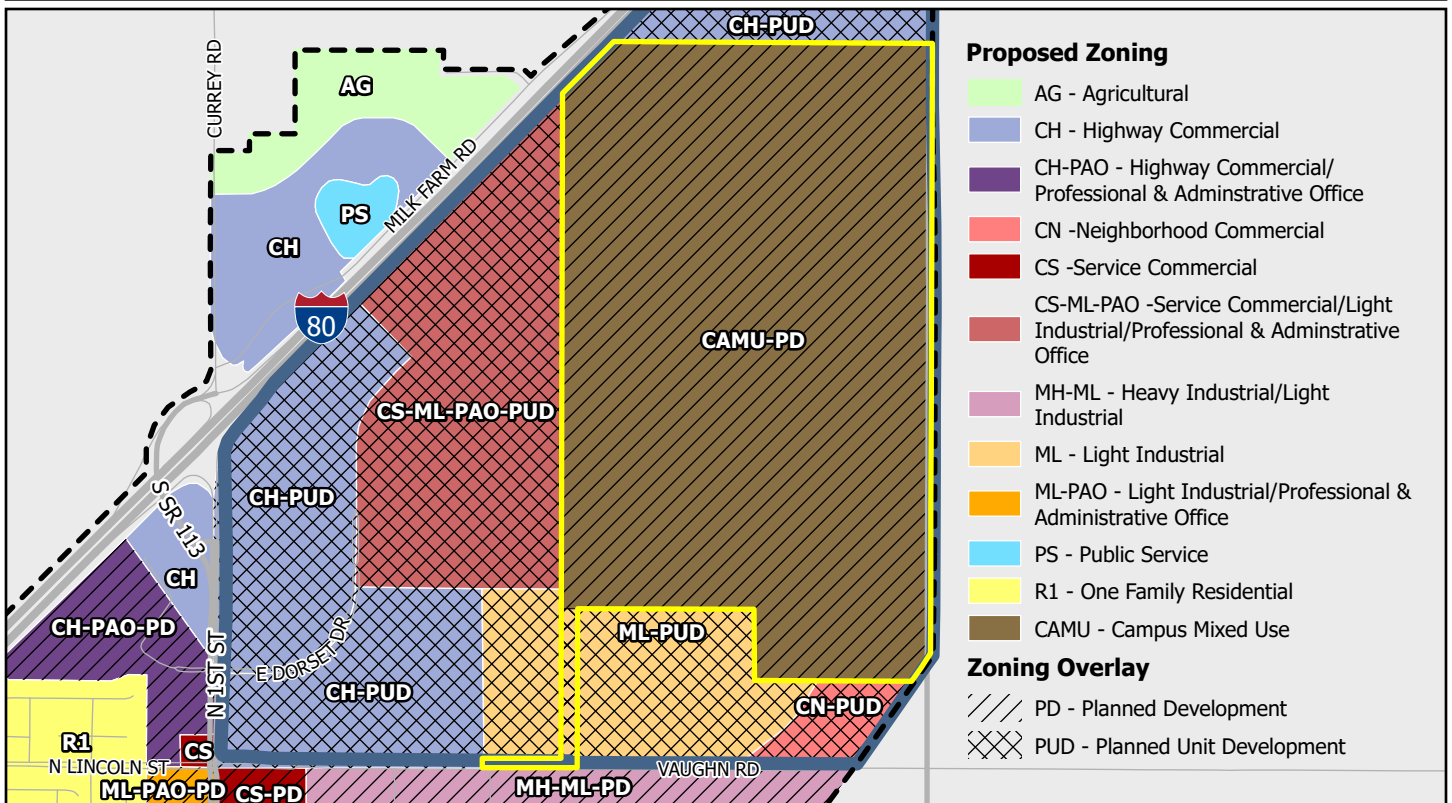 CH-PUD
CURREY RD
AG
MILK FARM RD
PS
CH
80
CAMU-PD
CS-ML-PAO-PUD
CH-PUD
S SR 113
CH
CH-PAO-PD
ML-PUD
N 1ST ST
E DORSET DR
CH-PUD
CN-PUD
R1
CS
N LINCOLN ST
VAUGHN RD
ML-PAO-PD
CS-PD
MH-ML-PD
Proposed Zoning
AG - Agricultural
CH - Highway Commercial
CH-PAO - Highway Commercial/
Professional & Adminstrative Office
CN -Neighborhood Commercial
CS -Service Commercial
CS-ML-PAO -Service Commercial/Light
Industrial/Professional & Adminstrative
Office
MH-ML - Heavy Industrial/Light
Industrial
ML - Light Industrial
ML-PAO - Light Industrial/Professional &
Administrative Office
PS - Public Service
R1 - One Family Residential
CAMU - Campus Mixed Use
Zoning Overlay
PD - Planned Development
PUD - Planned Unit Development